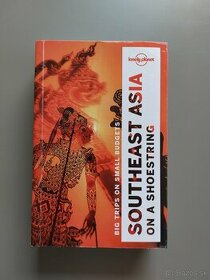 lonely planet
BIG TRIPS ON SMALL BUDGETS
SOUTHEAST ASIA
ON A SHOESTRING